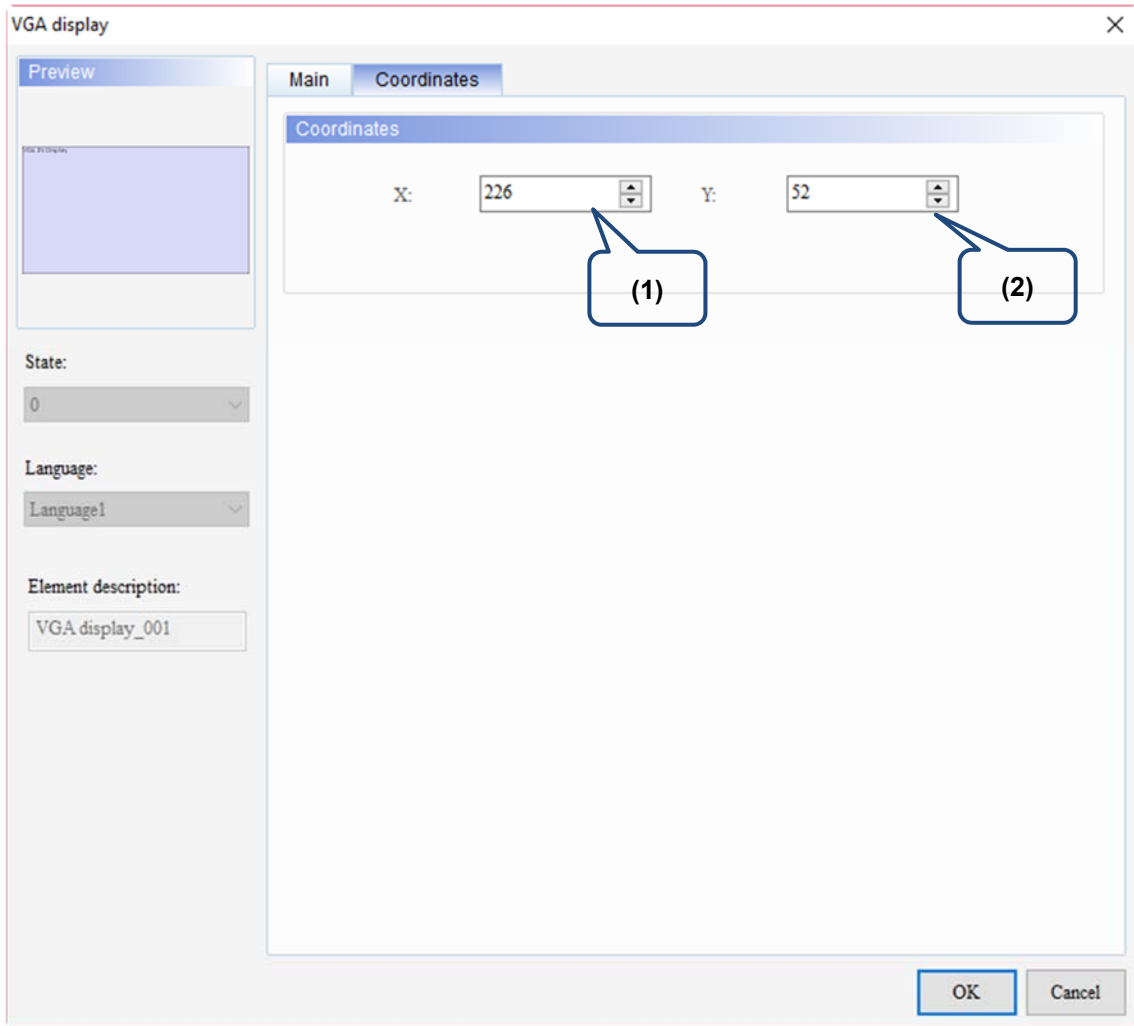 VGA display
Preview
Main
Coordinates
Coordinates
X:
226
Y:
52
(1)
(2)
State:
0
Language:
Language1
Element description:
VGA display_001
OK
Cancel